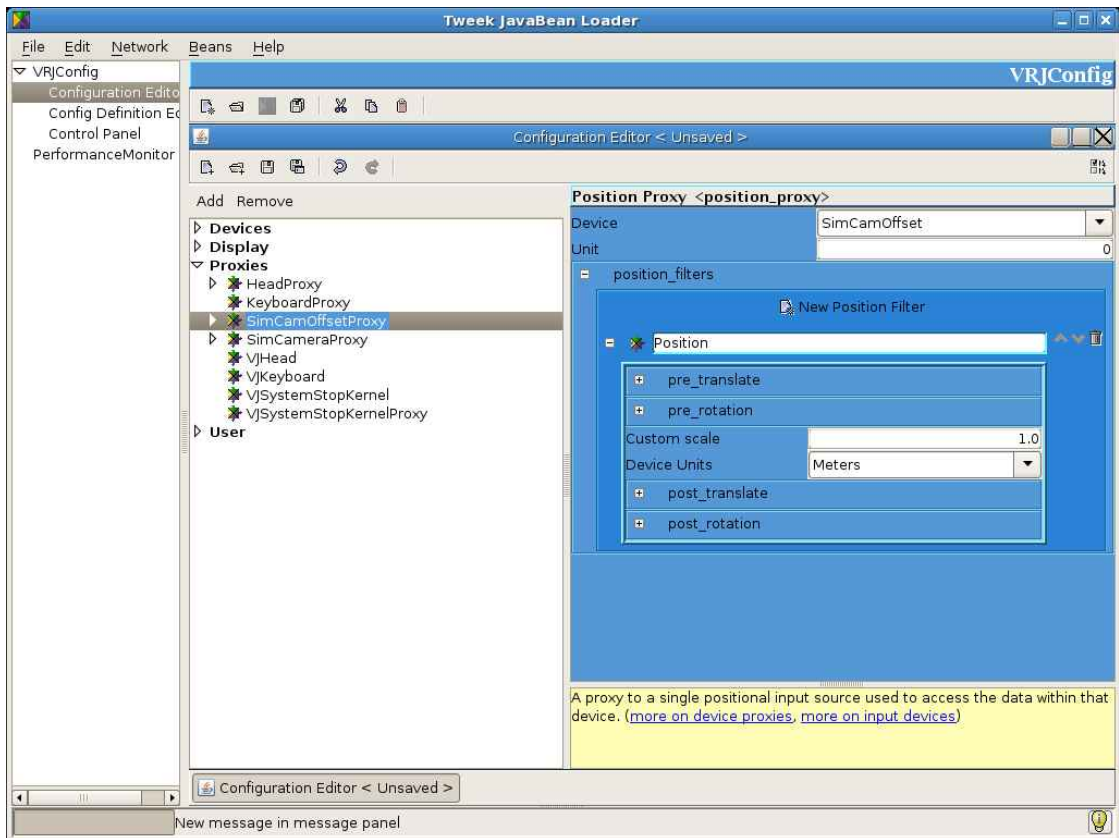 Tweek JavaBean Loader
File Edit Network Beans Help
VRJConfig
Configuration Edito
Config Definition Ec
Control Panel
PerformanceMonitor
VRJConfig
Configuration Editor < Unsaved >
Add Remove
Devices
Display
Proxies
HeadProxy
KeyboardProxy
SimCamOffsetProxy
SimCameraProxy
VJHead
VJKeyboard
VJSystemStopKernel
VJSystemStopKernelProxy
User
Position Proxy <position_proxy>
Device SimCamOffset
Unit 0
position_filters
New Position Filter
Position
pre_translate
pre_rotation
Custom scale 1.0
Device Units Meters
post_translate
post_rotation
A proxy to a single positional input source used to access the data within that
device. (more on device proxies, more on input devices)
Configuration Editor < Unsaved >
New message in message panel